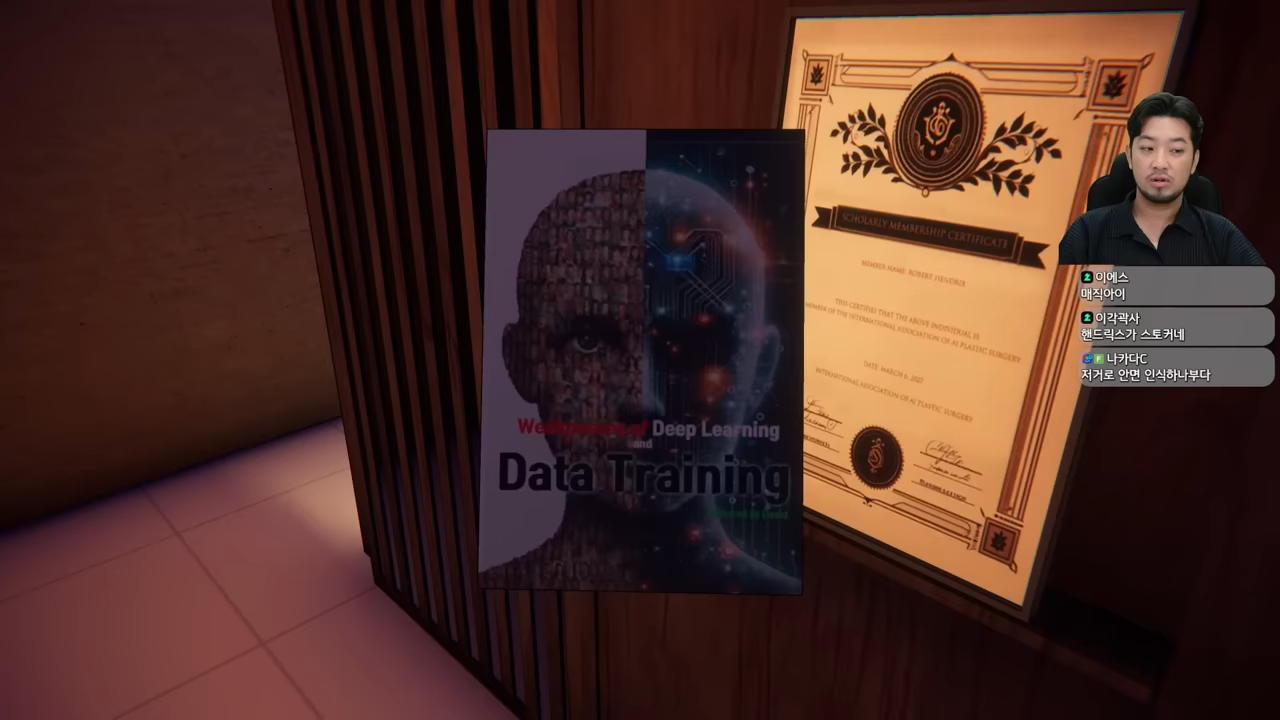 Weaknesses of Deep Learning
and
Data Training
SCHOLARLY MEMBERSHIP CERTIFICATE
MEMBER NAME: ROBERT HENDRIX
THIS CERTIFIES THAT THE ABOVE INDIVIDUAL IS
MEMBER OF THE INTERNATIONAL ASSOCIATION OF AI PLASTIC SURGERY
DATE: MARCH 6, 2027
INTERNATIONAL ASSOCIATION OF AI PLASTIC SURGERY
이에스
매직아이
이각곽사
핸드릭스가 스토커네
나카다C
저거로 안면 인식하나부다